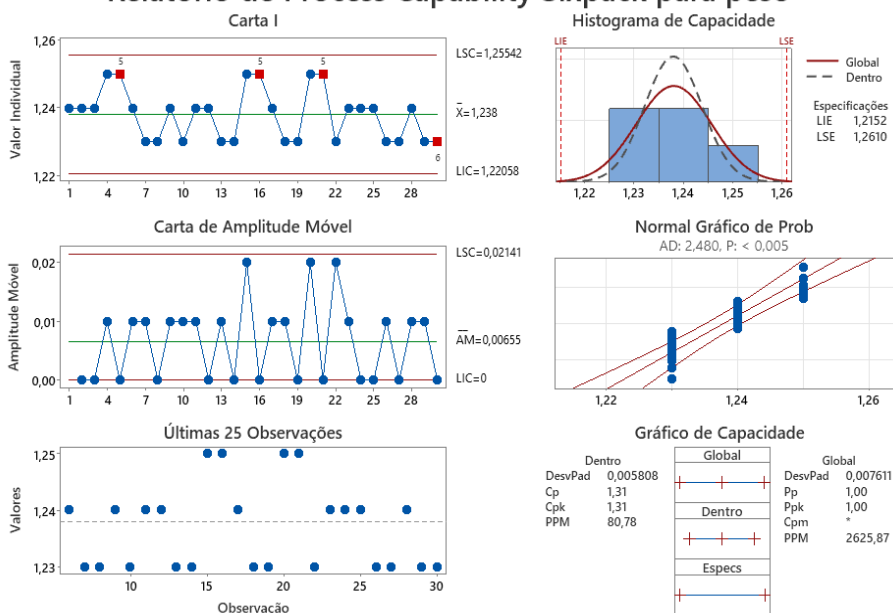 Relatório de Process Capability Sixpack para peso
Carta I
Valor Individual
1,26
1,24
1,22
5
5
5
6
LSC=1,25542
X=1,238
LIC=1,22058
1 4 7 10 13 16 19 22 25 28
Histograma de Capacidade
LIE LSE
1,22 1,23 1,24 1,25 1,26
Global
Dentro
Especificações
LIE 1,2152
LSE 1,2610
Carta de Amplitude Móvel
Amplitude Móvel
0,02
0,01
0,00
LSC=0,02141
AM=0,00655
LIC=0
1 4 7 10 13 16 19 22 25 28
Normal Gráfico de Prob
AD: 2,480, P: < 0,005
1,22 1,24 1,26
Últimas 25 Observações
Valores
1,25
1,24
1,23
10 15 20 25 30
Observação
Gráfico de Capacidade
Dentro
DesvPad 0,005808
Cp 1,31
Cpk 1,31
PPM 80,78
Global
Dentro
Especs
Global
DesvPad 0,007611
Pp 1,00
Ppk 1,00
Cpm *
PPM 2625,87